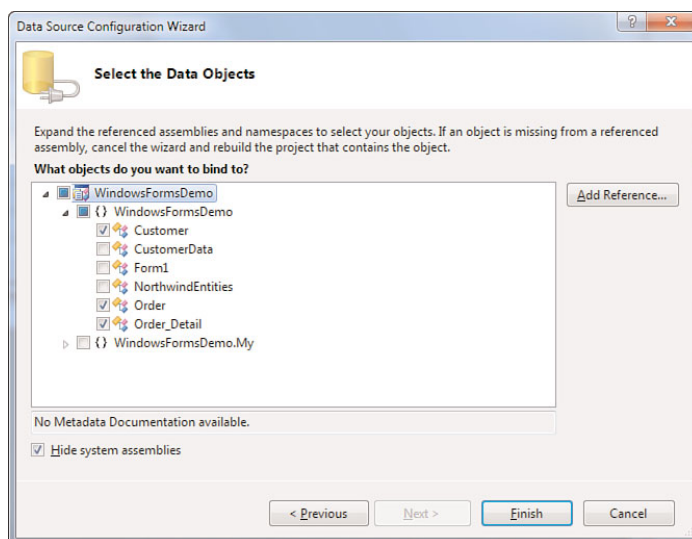 Data Source Configuration Wizard
Select the Data Objects
Expand the referenced assemblies and namespaces to select your objects. If an object is missing from a referenced
assembly, cancel the wizard and rebuild the project that contains the object.
What objects do you want to bind to?
WindowsFormsDemo
{} WindowsFormsDemo
Customer
CustomerData
Form1
NorthwindEntities
Order
Order_Detail
{} WindowsFormsDemo.My
Add Reference...
No Metadata Documentation available.
Hide system assemblies
< Previous
Next >
Finish
Cancel